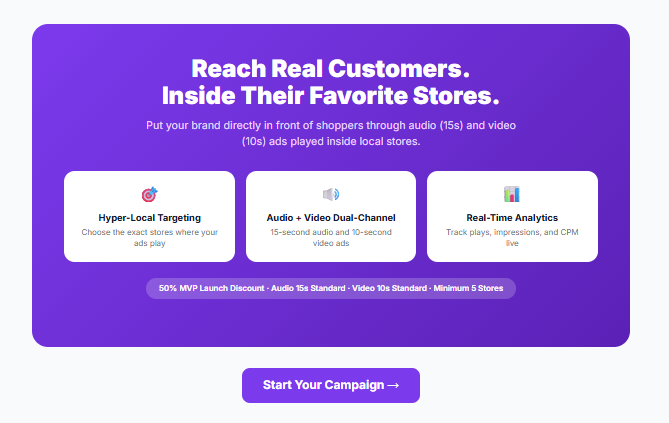 Reach Real Customers.
Inside Their Favorite Stores.
Put your brand directly in front of shoppers through audio (15s) and video
(10s) ads played inside local stores.
Hyper-Local Targeting
Choose the exact stores where your
ads play
Audio + Video Dual-Channel
15-second audio and 10-second
video ads
Real-Time Analytics
Track plays, impressions, and CPM
live
50% MVP Launch Discount · Audio 15s Standard · Video 10s Standard · Minimum 5 Stores
Start Your Campaign →